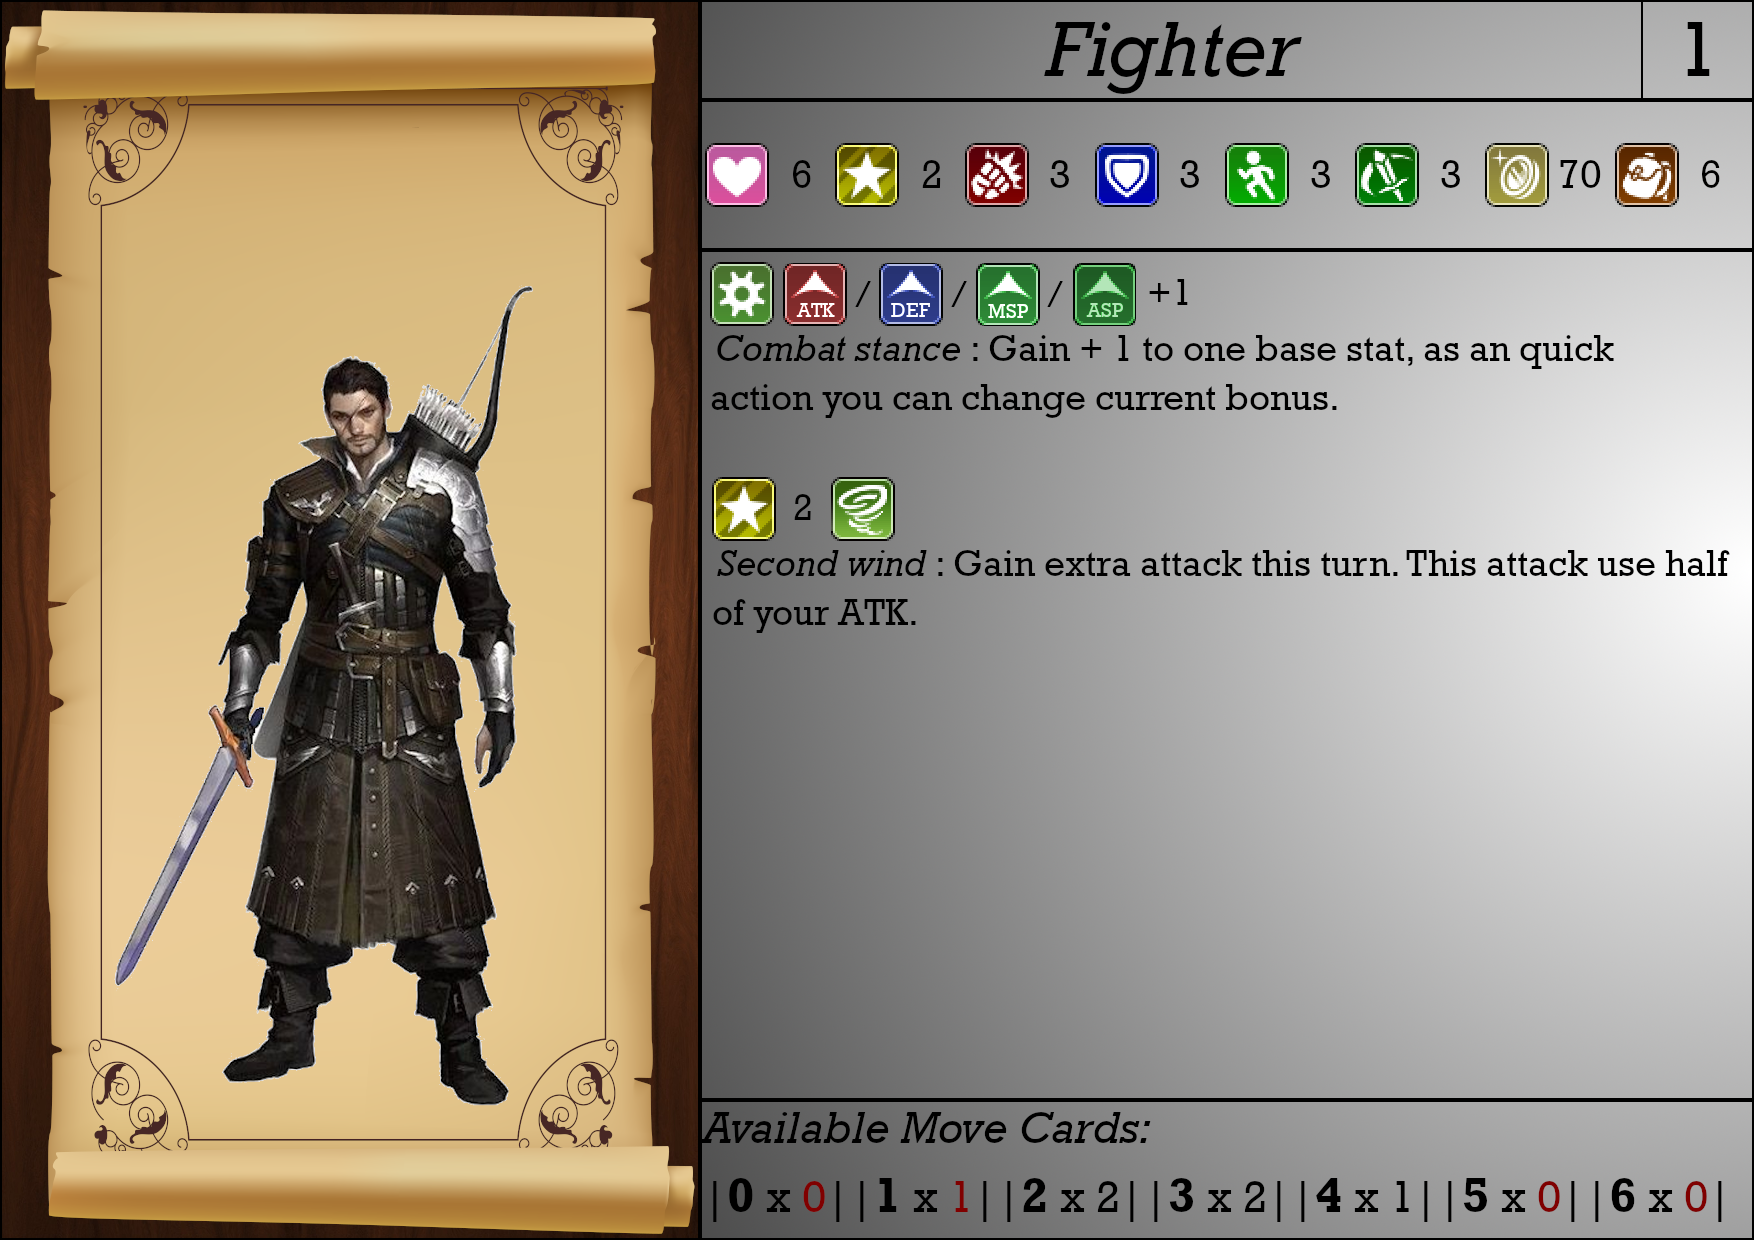 Fighter 1
6 2 3 3 3 3 70 6
ATK / DEF / MSP / ASP +1
Combat stance : Gain + 1 to one base stat, as an quick
action you can change current bonus.
2
Second wind : Gain extra attack this turn. This attack use half
of your ATK.
Available Move Cards:
|0 x 0| |1 x 1| |2 x 2| |3 x 2| |4 x 1| |5 x 0| |6 x 0|